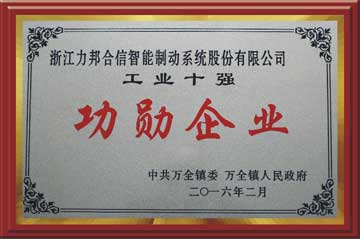 浙江力邦合信智能制动系统股份有限公司
工业十强
功勋企业
中共万全镇委 万全镇人民政府
二〇一六年二月